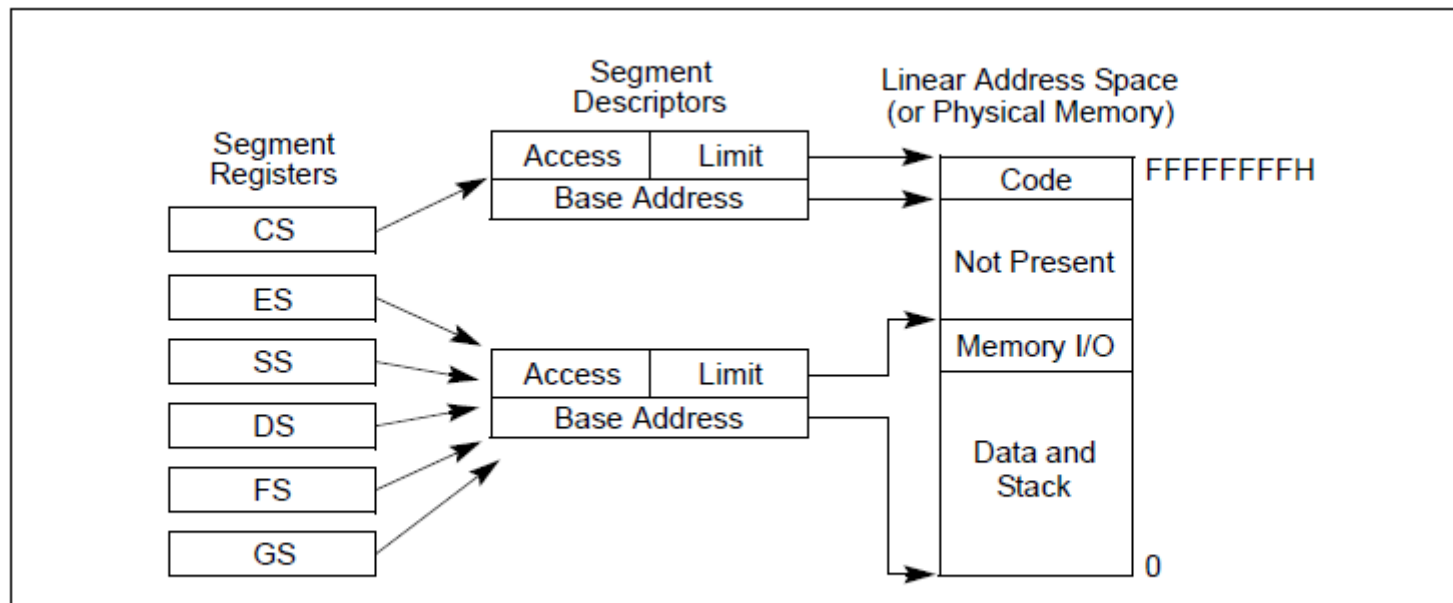 Segment
Registers
CS
ES
SS
DS
FS
GS
Segment
Descriptors
Access Limit
Base Address
Access Limit
Base Address
Linear Address Space
(or Physical Memory)
Code
FFFFFFFFH
Not Present
Memory I/O
Data and
Stack
0